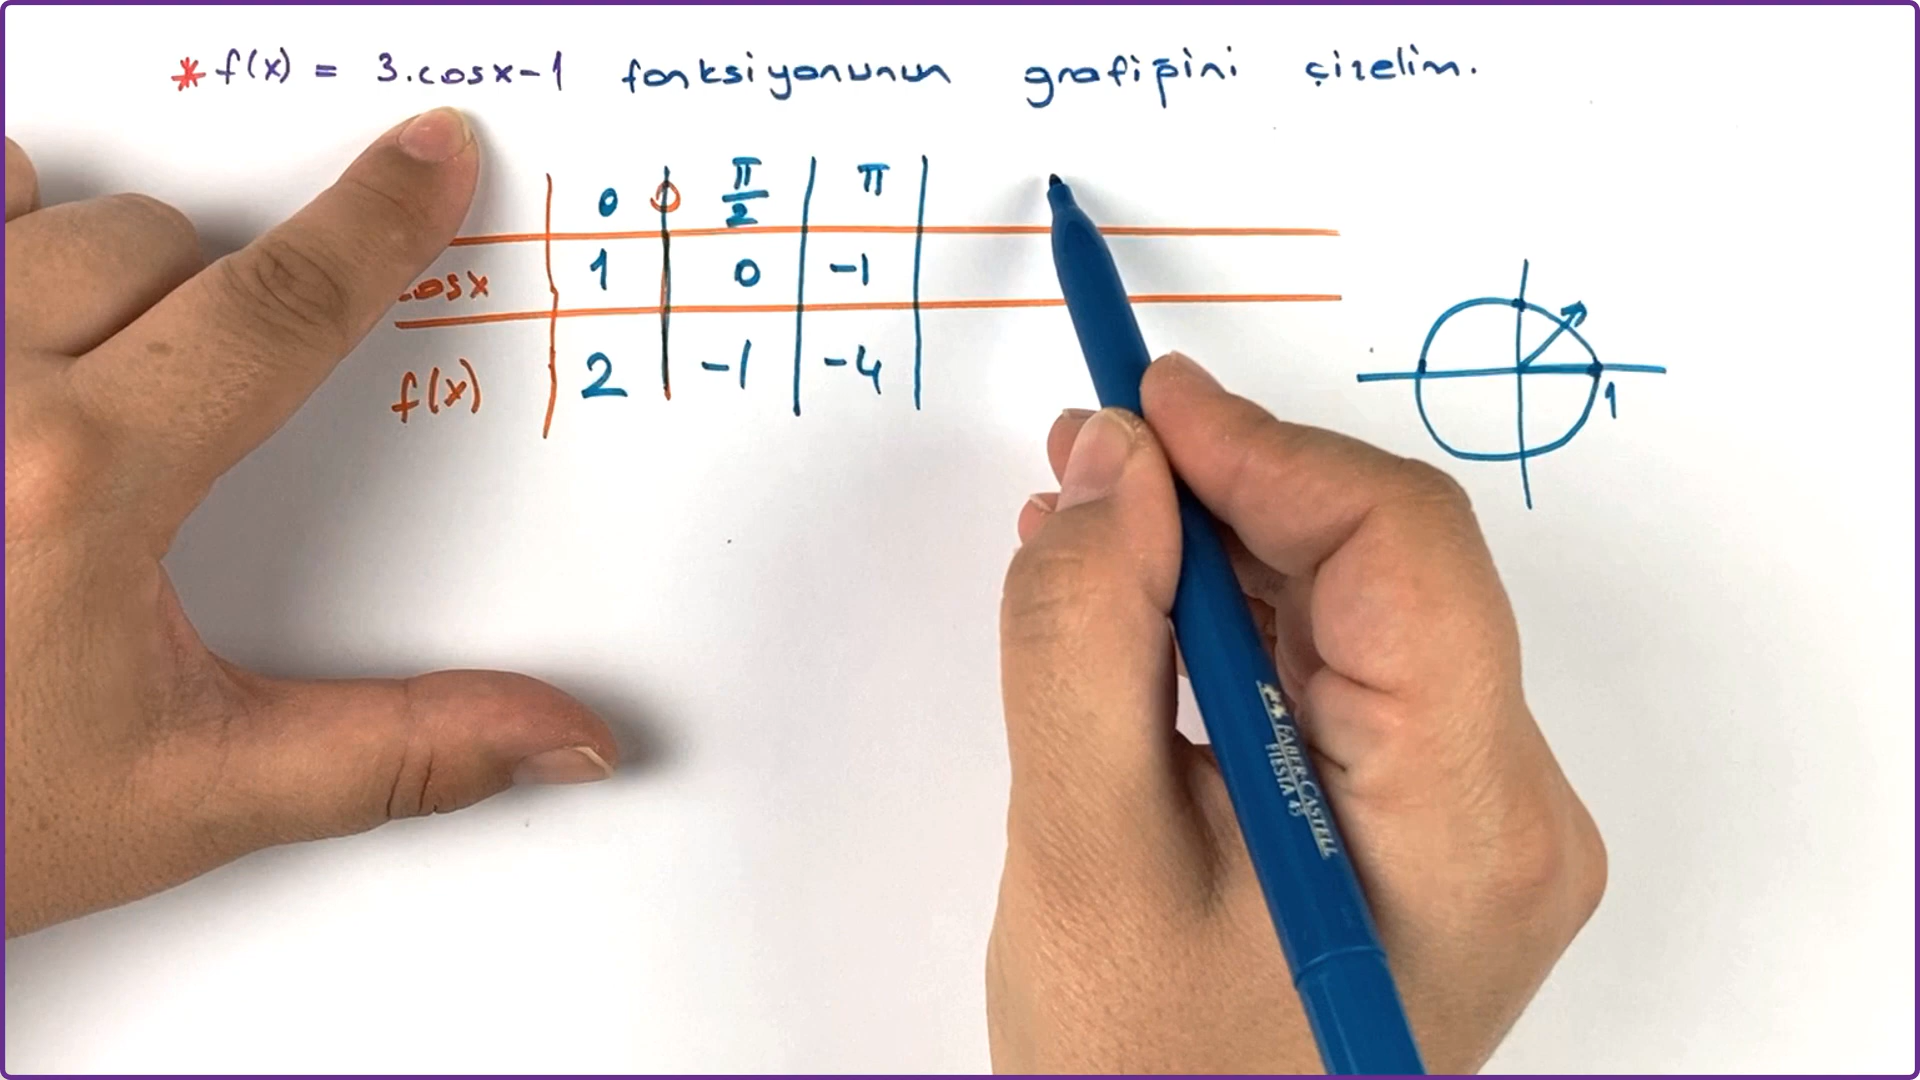 * f(x) = 3.cosx-1 fonksiyonunun grafiğini çizelim.
0 π/2 π
cosx 1 0 -1
f(x) 2 -1 -4
1
FABER-CASTELL
FIESTA 45